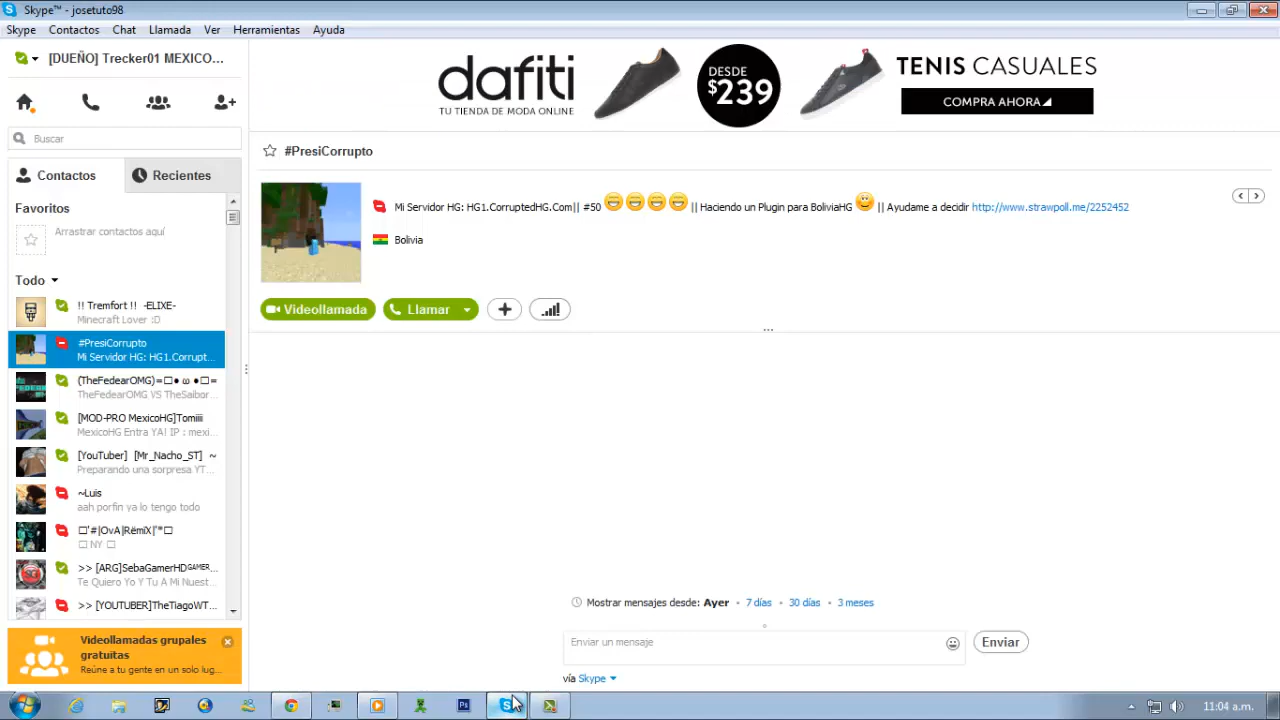 Skype™ - josetuto98
Skype Contactos Chat Llamada Ver Herramientas Ayuda
[DUEÑO] Trecker01 MEXICO...
Buscar
Contactos
Recientes
Favoritos
Arrastrar contactos aquí
Todo
!! Tremfort !! -ELIXE-
Minecraft Lover :D
#PresiCorrupto
Mi Servidor HG: HG1.Corrupt...
(TheFedearOMG)=□● ω ●□=
TheFedearOMG VS TheSaibor...
[MOD-PRO MexicoHG]Tomiii
MexicoHG Entra YA! IP : mexi...
[YouTuber] [Mr_Nacho_ST] ~
Preparando una sorpresa YT...
~Luis
aah porfin ya lo tengo todo
□'#|OvA|RëmiX|'*□
□ NY □
>> [ARG]SebaGamerHDᴳᴬᴹᴱᴿ...
Te Quiero Yo Y Tu A Mi Nuest...
>> [YOUTUBER]TheTiagoWT...
Videollamadas grupales
gratuitas
Reúne a tu gente en un solo lug...
dafiti
TU TIENDA DE MODA ONLINE
DESDE
$239
TENIS CASUALES
COMPRA AHORA
#PresiCorrupto
Mi Servidor HG: HG1.CorruptedHG.Com|| #50 || Haciendo un Plugin para BoliviaHG || Ayudame a decidir http://www.strawpoll.me/2252452
Bolivia
Videollamada
Llamar
Mostrar mensajes desde: Ayer • 7 días • 30 días • 3 meses
Enviar un mensaje
Enviar
vía Skype
11:04 a.m.